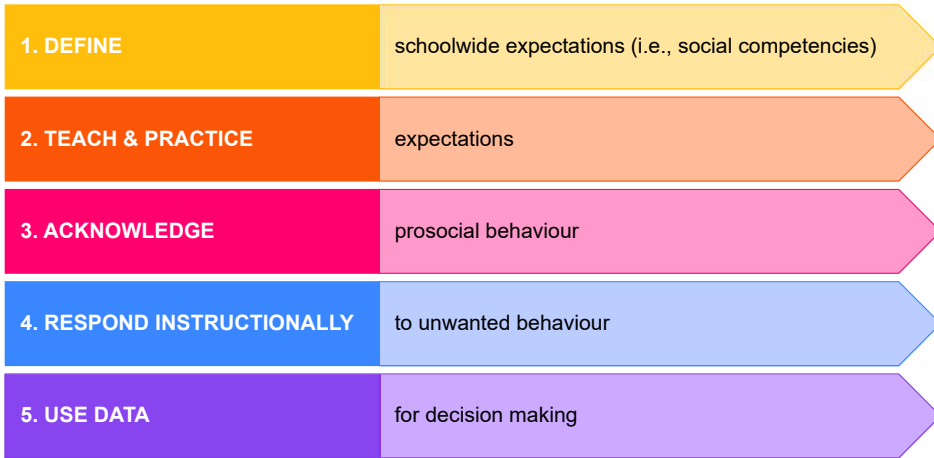 1. DEFINE schoolwide expectations (i.e., social competencies)
2. TEACH & PRACTICE expectations
3. ACKNOWLEDGE prosocial behaviour
4. RESPOND INSTRUCTIONALLY to unwanted behaviour
5. USE DATA for decision making